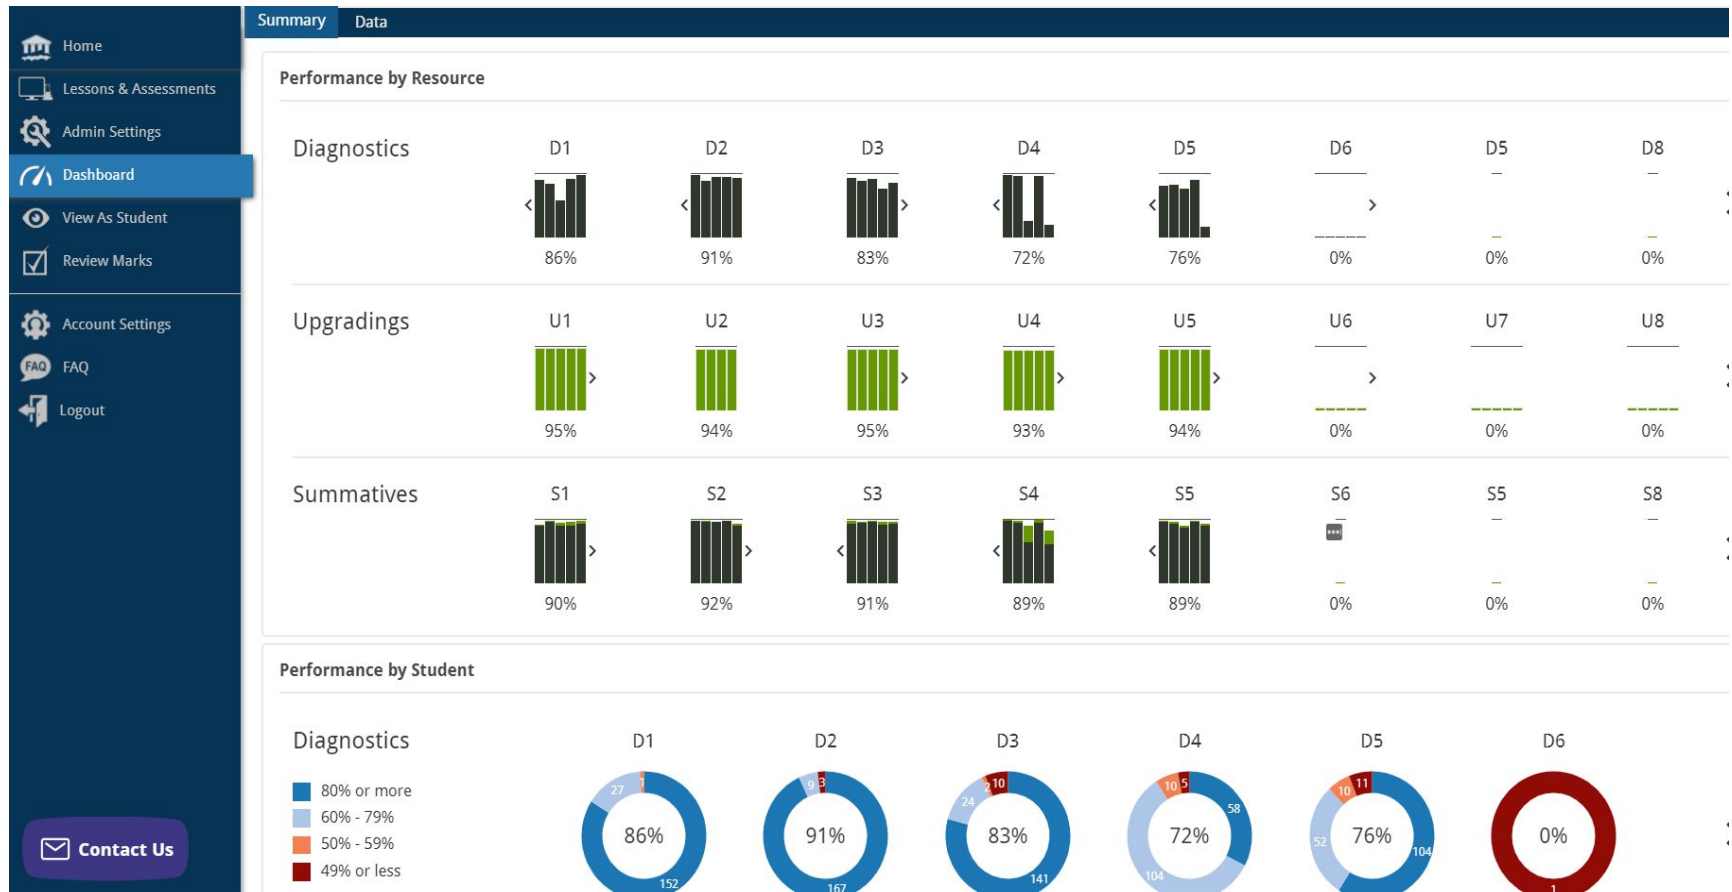 Summary Data
Home
Lessons & Assessments
Admin Settings
Dashboard
View As Student
Review Marks
Account Settings
FAQ FAQ
Logout
Contact Us
Performance by Resource
Diagnostics D1 D2 D3 D4 D5 D6 D5 D8
86% 91% 83% 72% 76% 0% 0% 0%
Upgradings U1 U2 U3 U4 U5 U6 U7 U8
95% 94% 95% 93% 94% 0% 0% 0%
Summatives S1 S2 S3 S4 S5 S6 S5 S8
90% 92% 91% 89% 89% 0% 0% 0%
Performance by Student
Diagnostics D1 D2 D3 D4 D5 D6
80% or more
60% - 79%
50% - 59%
49% or less
27 1 86% 152
9 3 91% 167
24 2 10 83% 141
10 5 58 72% 104
10 11 52 76% 104
0% 1